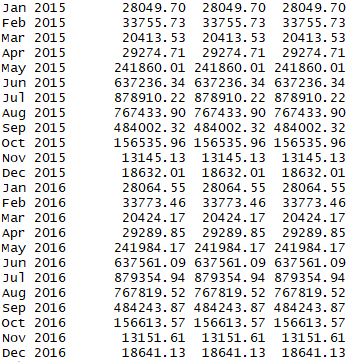 Jan 2015 28049.70 28049.70 28049.70
Feb 2015 33755.73 33755.73 33755.73
Mar 2015 20413.53 20413.53 20413.53
Apr 2015 29274.71 29274.71 29274.71
May 2015 241860.01 241860.01 241860.01
Jun 2015 637236.34 637236.34 637236.34
Jul 2015 878910.22 878910.22 878910.22
Aug 2015 767433.90 767433.90 767433.90
Sep 2015 484002.32 484002.32 484002.32
Oct 2015 156535.96 156535.96 156535.96
Nov 2015 13145.13 13145.13 13145.13
Dec 2015 18632.01 18632.01 18632.01
Jan 2016 28064.55 28064.55 28064.55
Feb 2016 33773.46 33773.46 33773.46
Mar 2016 20424.17 20424.17 20424.17
Apr 2016 29289.85 29289.85 29289.85
May 2016 241984.17 241984.17 241984.17
Jun 2016 637561.09 637561.09 637561.09
Jul 2016 879354.94 879354.94 879354.94
Aug 2016 767819.52 767819.52 767819.52
Sep 2016 484243.87 484243.87 484243.87
Oct 2016 156613.57 156613.57 156613.57
Nov 2016 13151.61 13151.61 13151.61
Dec 2016 18641.13 18641.13 18641.13